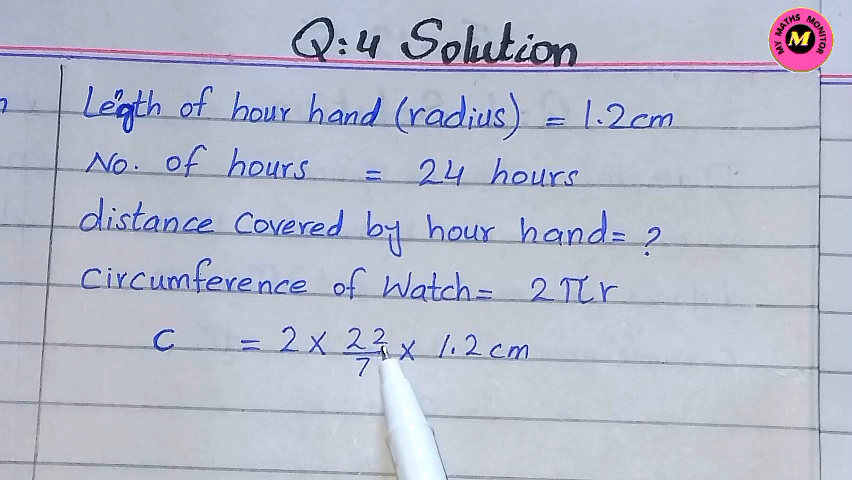 Q:4 Solution
MY MATHS MONITOR
M
Length of hour hand (radius) = 1.2cm
No. of hours = 24 hours
distance Covered by hour hand= ?
Circumference of Watch= 2πr
C = 2 × 22/7 × 1.2 cm